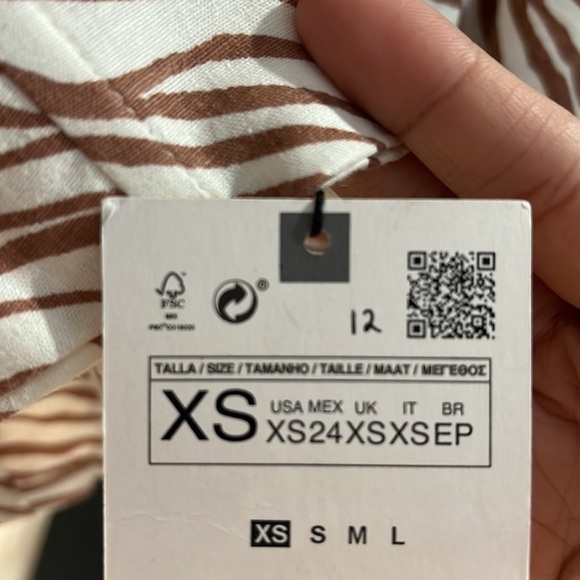 FSC
®
12
TALLA / SIZE / TAMANHO / TAILLE / MAAT / ΜΕΓΕΘΟΣ
XS
USA MEX UK IT BR
XS 24 XS XS EP
XS S M L